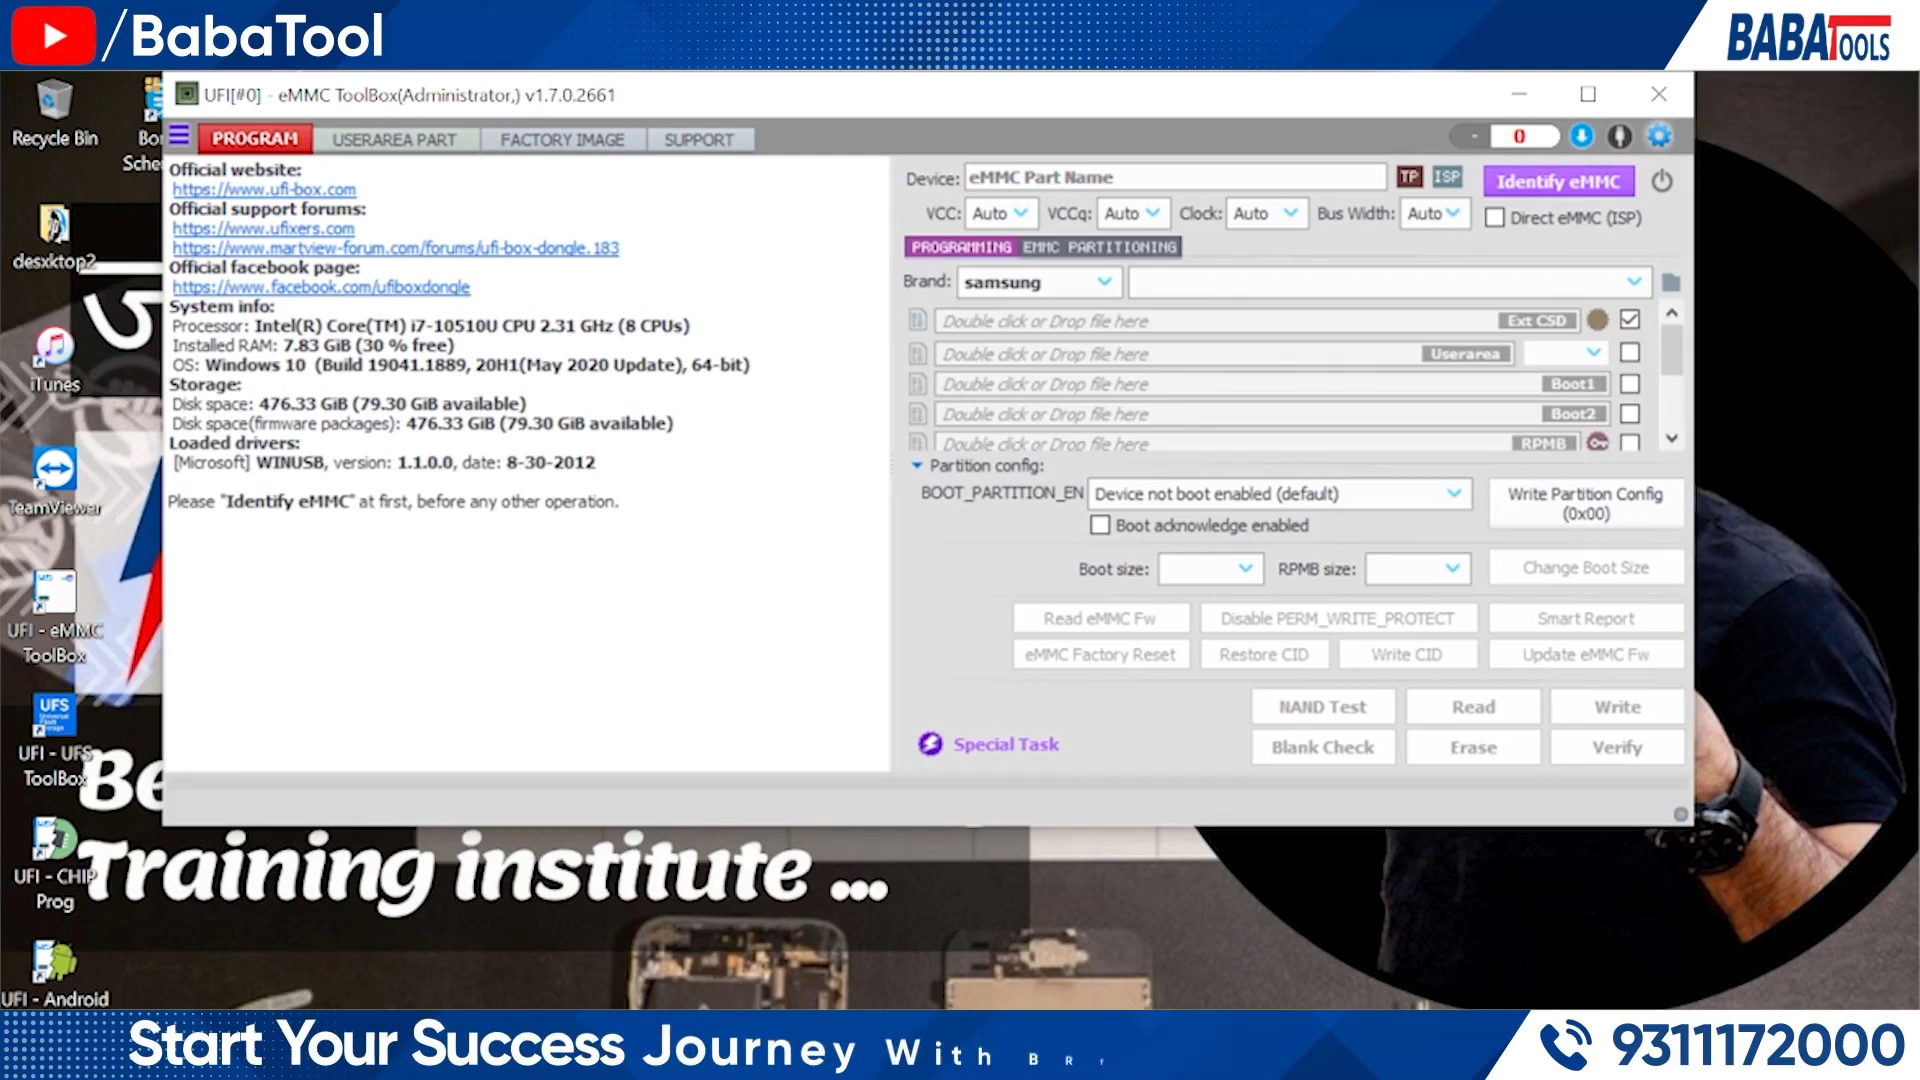 /BabaTool
BABATOOLS
Recycle Bin
Bor
Scher
desxktop2
iTunes
TeamViewer
UFI - eMMC
ToolBox
UFS
Universal
Flash
Storage
UFI - UFS
ToolBox
UFI - CHIP
Prog
UFI - Android
UFI[#0] - eMMC ToolBox(Administrator,) v1.7.0.2661
PROGRAM USERAREA PART FACTORY IMAGE SUPPORT
- 0
Official website:
https://www.ufi-box.com
Official support forums:
https://www.ufixers.com
https://www.martview-forum.com/forums/ufi-box-dongle.183
Official facebook page:
https://www.facebook.com/ufiboxdongle
System info:
Processor: Intel(R) Core(TM) i7-10510U CPU 2.31 GHz (8 CPUs)
Installed RAM: 7.83 GiB (30 % free)
OS: Windows 10 (Build 19041.1889, 20H1(May 2020 Update), 64-bit)
Storage:
Disk space: 476.33 GiB (79.30 GiB available)
Disk space(firmware packages): 476.33 GiB (79.30 GiB available)
Loaded drivers:
[Microsoft] WINUSB, version: 1.1.0.0, date: 8-30-2012
Please "Identify eMMC" at first, before any other operation.
Device: eMMC Part Name TP ISP Identify eMMC
VCC: Auto VCCq: Auto Clock: Auto Bus Width: Auto Direct eMMC (ISP)
PROGRAMMING EMMC PARTITIONING
Brand: samsung
Double click or Drop file here Ext CSD
Double click or Drop file here Userarea
Double click or Drop file here Boot1
Double click or Drop file here Boot2
Double click or Drop file here RPMB
Partition config:
BOOT_PARTITION_EN Device not boot enabled (default) Write Partition Config
(0x00)
Boot acknowledge enabled
Boot size: RPMB size: Change Boot Size
Read eMMC Fw Disable PERM_WRITE_PROTECT Smart Report
eMMC Factory Reset Restore CID Write CID Update eMMC Fw
NAND Test Read Write
Special Task
Blank Check Erase Verify
Be
Training institute ...
Start Your Success Journey With B R
9311172000